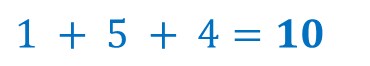 1 + 5 + 4 = 10